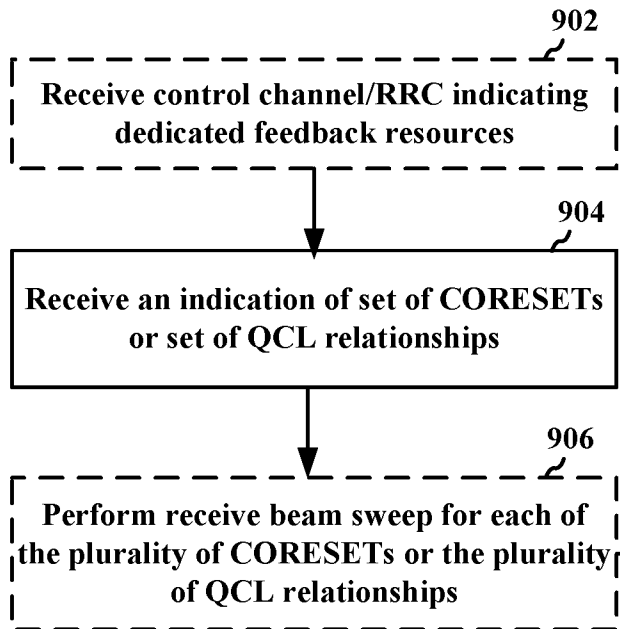 902
Receive control channel/RRC indicating
dedicated feedback resources
904
Receive an indication of set of CORESETs
or set of QCL relationships
906
Perform receive beam sweep for each of
the plurality of CORESETs or the plurality
of QCL relationships